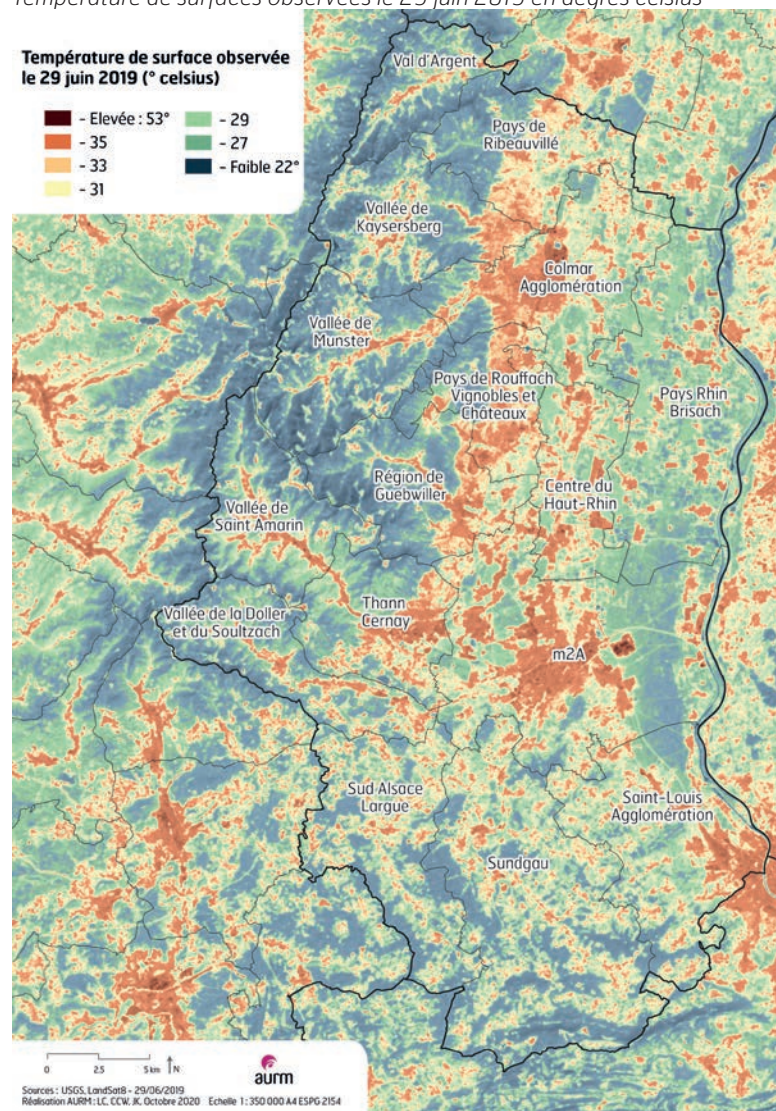 Température de surfaces observées le 29 juin 2019 en degrés celsius
Température de surface observée
le 29 juin 2019 (° celsius)
- Elevée : 53°
- 35
- 33
- 31
- 29
- 27
- Faible 22°
Val d'Argent
Pays de
Ribeauvillé
Vallée de
Kaysersberg
Colmar
Agglomération
Vallée de
Munster
Pays de Rouffach
Vignobles et
Châteaux
Pays Rhin
Brisach
Région de
Guebwiller
Centre du
Haut-Rhin
Vallée de
Saint Amarin
Thann
Cernay
Vallée de la Doller
et du Soultzach
m2A
Sud Alsace
Largue
Saint-Louis
Agglomération
Sundgau
0 2.5 5 km N
aurm
Sources : USGS, LandSat8 - 29/06/2019
Réalisation AURM : LC, CCW, JK, Octobre 2020 Echelle 1 : 350 000 A4 ESPG 2154